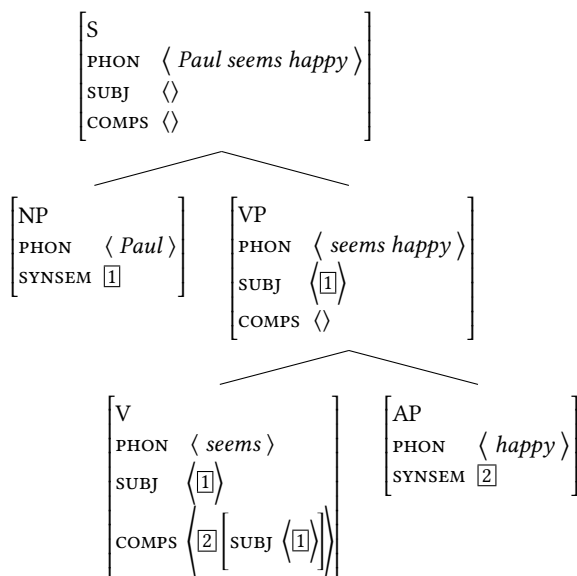 S
PHON ⟨ Paul seems happy ⟩
SUBJ ⟨⟩
COMPS ⟨⟩
NP
PHON ⟨ Paul ⟩
SYNSEM 1
VP
PHON ⟨ seems happy ⟩
SUBJ ⟨1⟩
COMPS ⟨⟩
V
PHON ⟨ seems ⟩
SUBJ ⟨1⟩
COMPS ⟨2 [SUBJ ⟨1⟩]⟩
AP
PHON ⟨ happy ⟩
SYNSEM 2